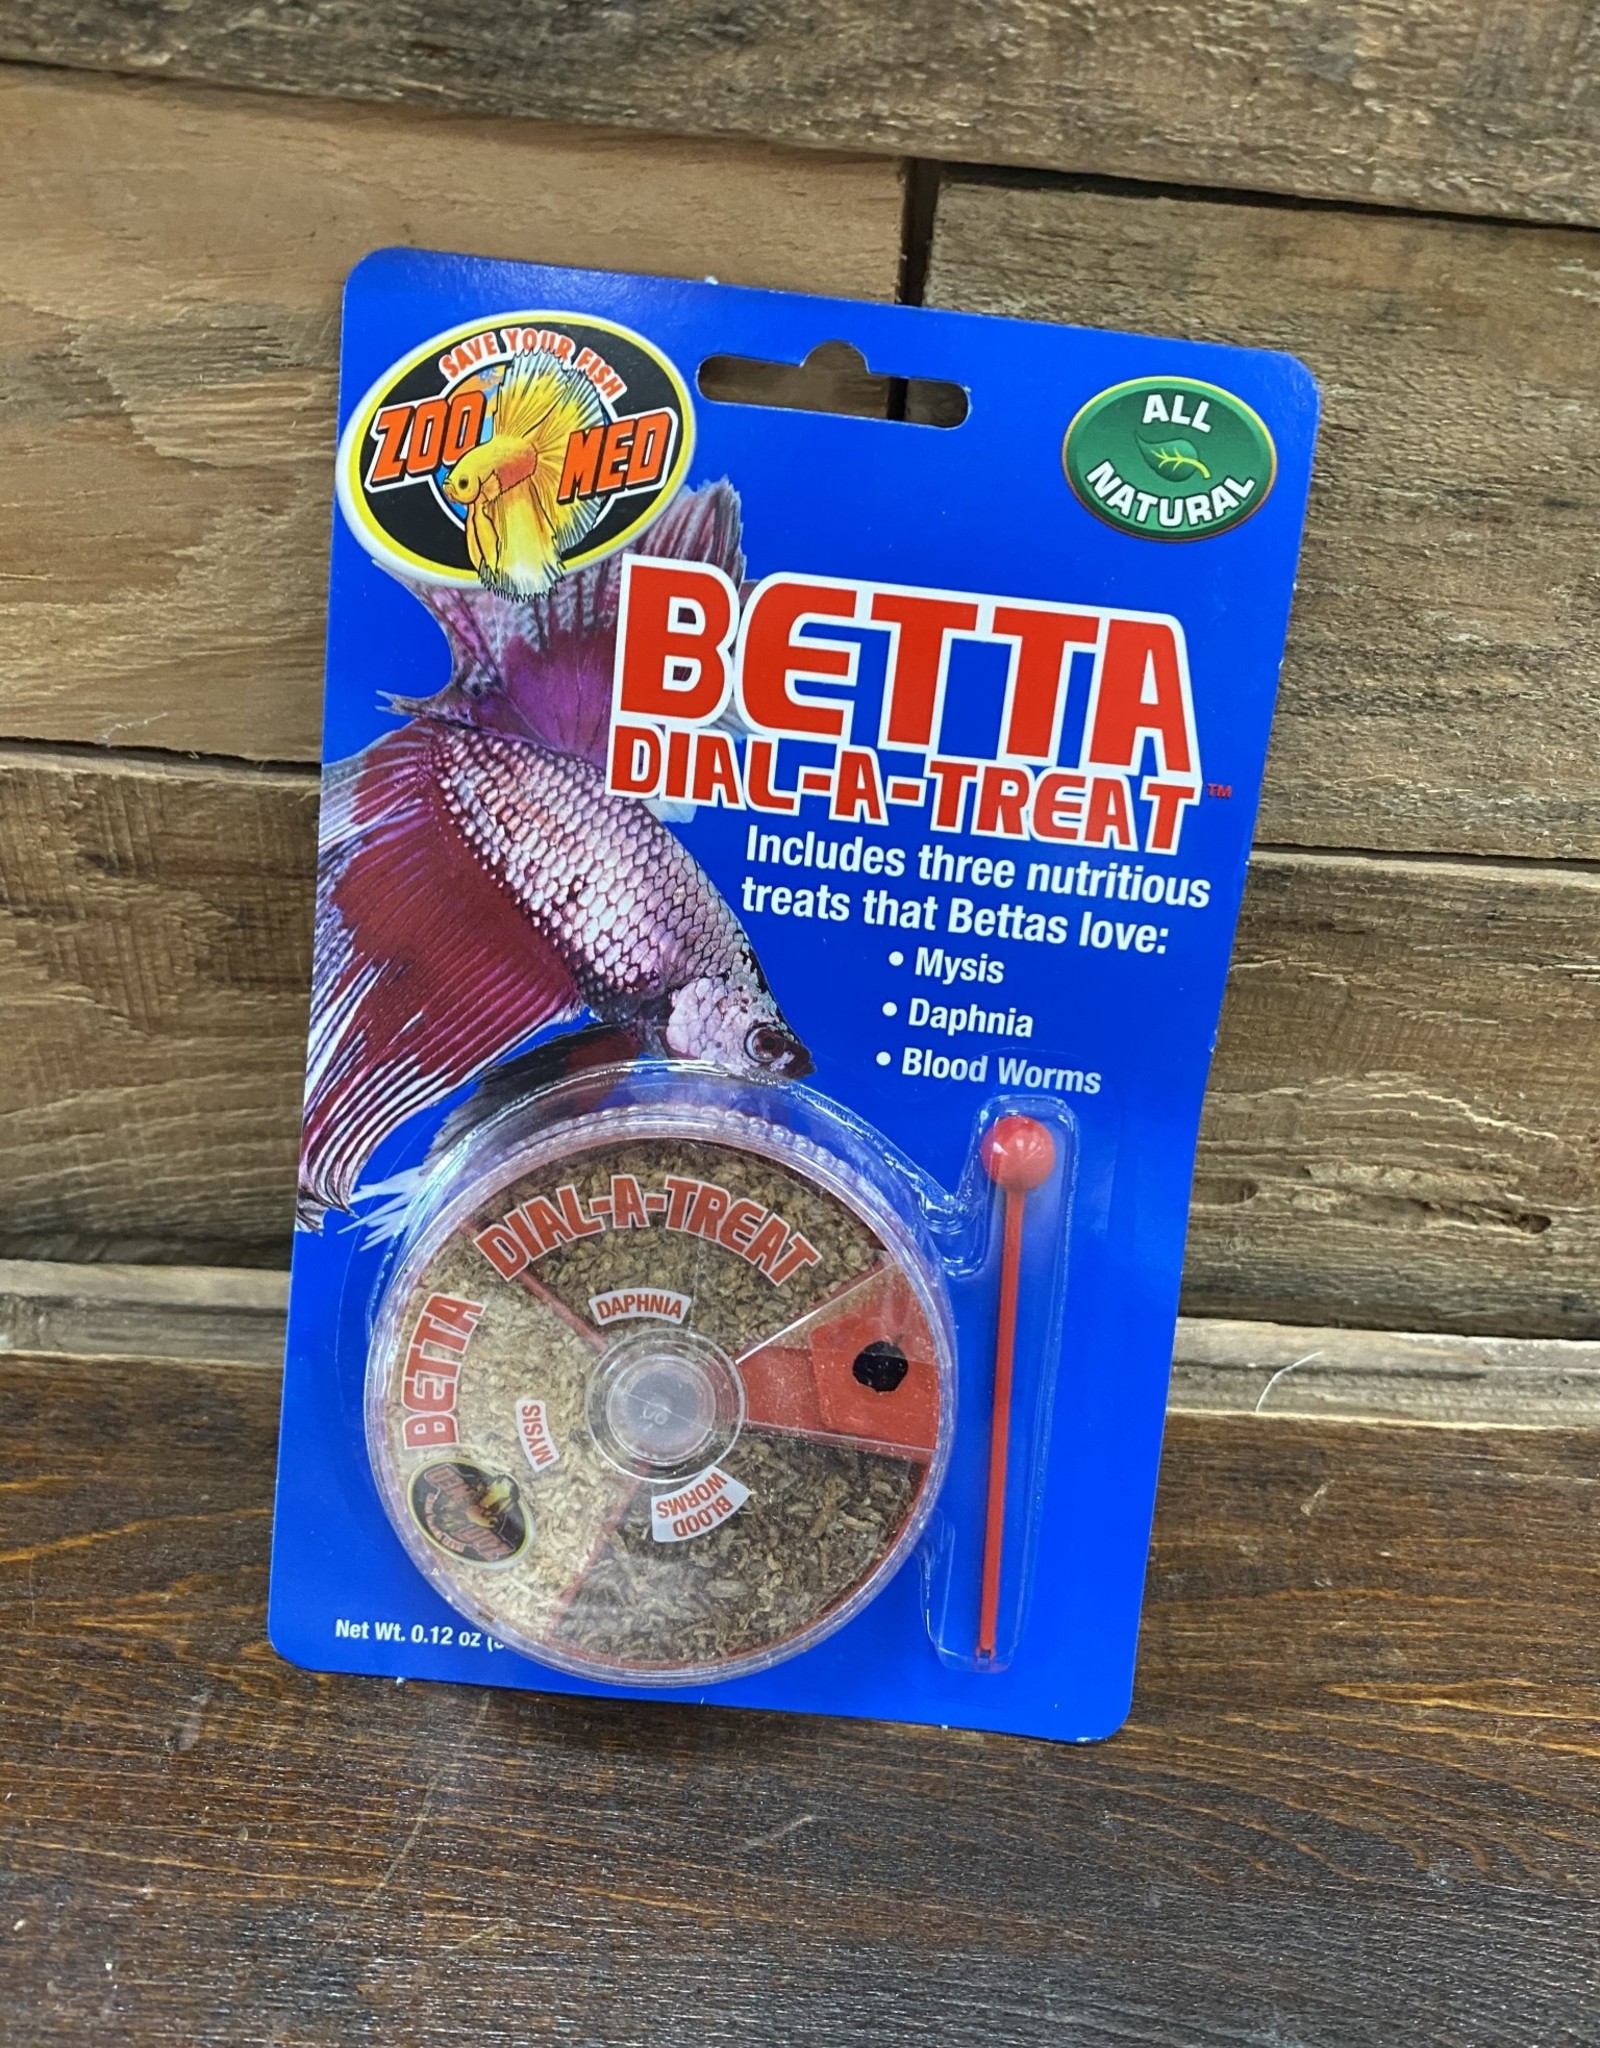 SAVE YOUR FISH
ZOO MED
ALL
NATURAL
BETTA
DIAL-A-TREAT™
Includes three nutritious
treats that Bettas love:
• Mysis
• Daphnia
• Blood Worms
DIAL-A-TREAT
BETTA
DAPHNIA
MYSIS
BLOOD
WORMS
Net Wt. 0.12 oz